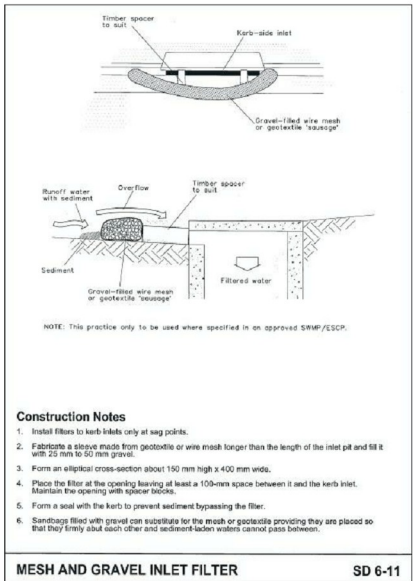 Timber spacer
to suit
Kerb-side inlet
Gravel-filled wire mesh
or geotextile 'sausage'
Runoff water
with sediment
Overflow
Timber spacer
to suit
Sediment
Filtered water
Gravel-filled wire mesh
or geotextile 'sausage'
NOTE: This practice only to be used where specified in an approved SWMP/ESCP.
Construction Notes
1. Install filters to kerb inlets only at sag points.
2. Fabricate a sleeve made from geotextile or wire mesh longer than the length of the inlet pit and fill it
with 25 mm to 50 mm gravel.
3. Form an elliptical cross-section about 150 mm high x 400 mm wide.
4. Place the filter at the opening leaving at least a 100-mm space between it and the kerb inlet.
Maintain the opening with spacer blocks.
5. Form a seal with the kerb to prevent sediment bypassing the filter.
6. Sandbags filled with gravel can substitute for the mesh or geotextile providing they are placed so
that they firmly abut each other and sediment-laden waters cannot pass between.
MESH AND GRAVEL INLET FILTER SD 6-11